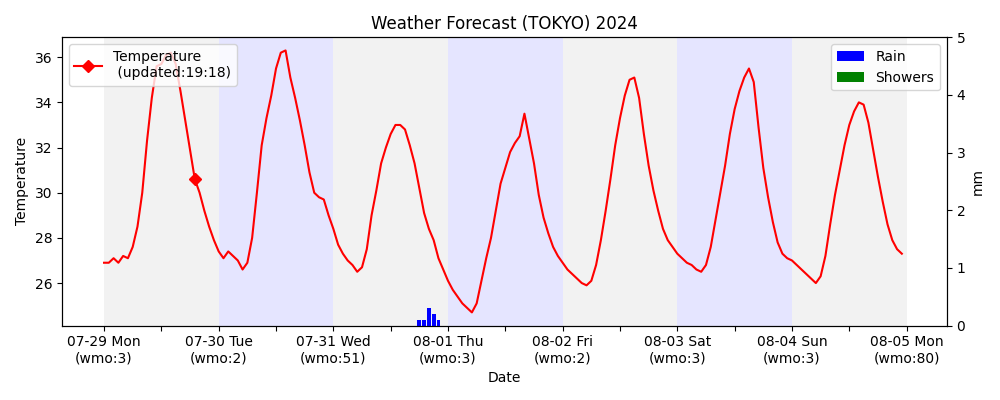 Weather Forecast (TOKYO) 2024
Temperature
(updated:19:18)
Rain
Showers
36
34
32
30
28
26
Temperature
5
4
3
2
1
0
mm
07-29 Mon
(wmo:3)
07-30 Tue
(wmo:2)
07-31 Wed
(wmo:51)
08-01 Thu
(wmo:3)
08-02 Fri
(wmo:2)
08-03 Sat
(wmo:3)
08-04 Sun
(wmo:3)
08-05 Mon
(wmo:80)
Date